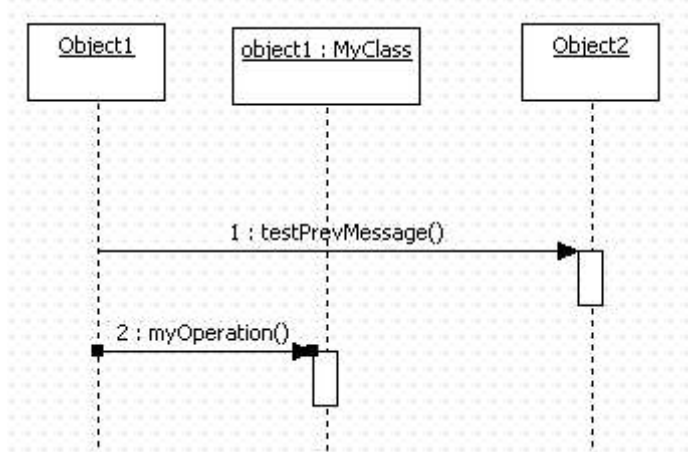 Object1
object1 : MyClass
Object2
1 : testPrevMessage()
2 : myOperation()